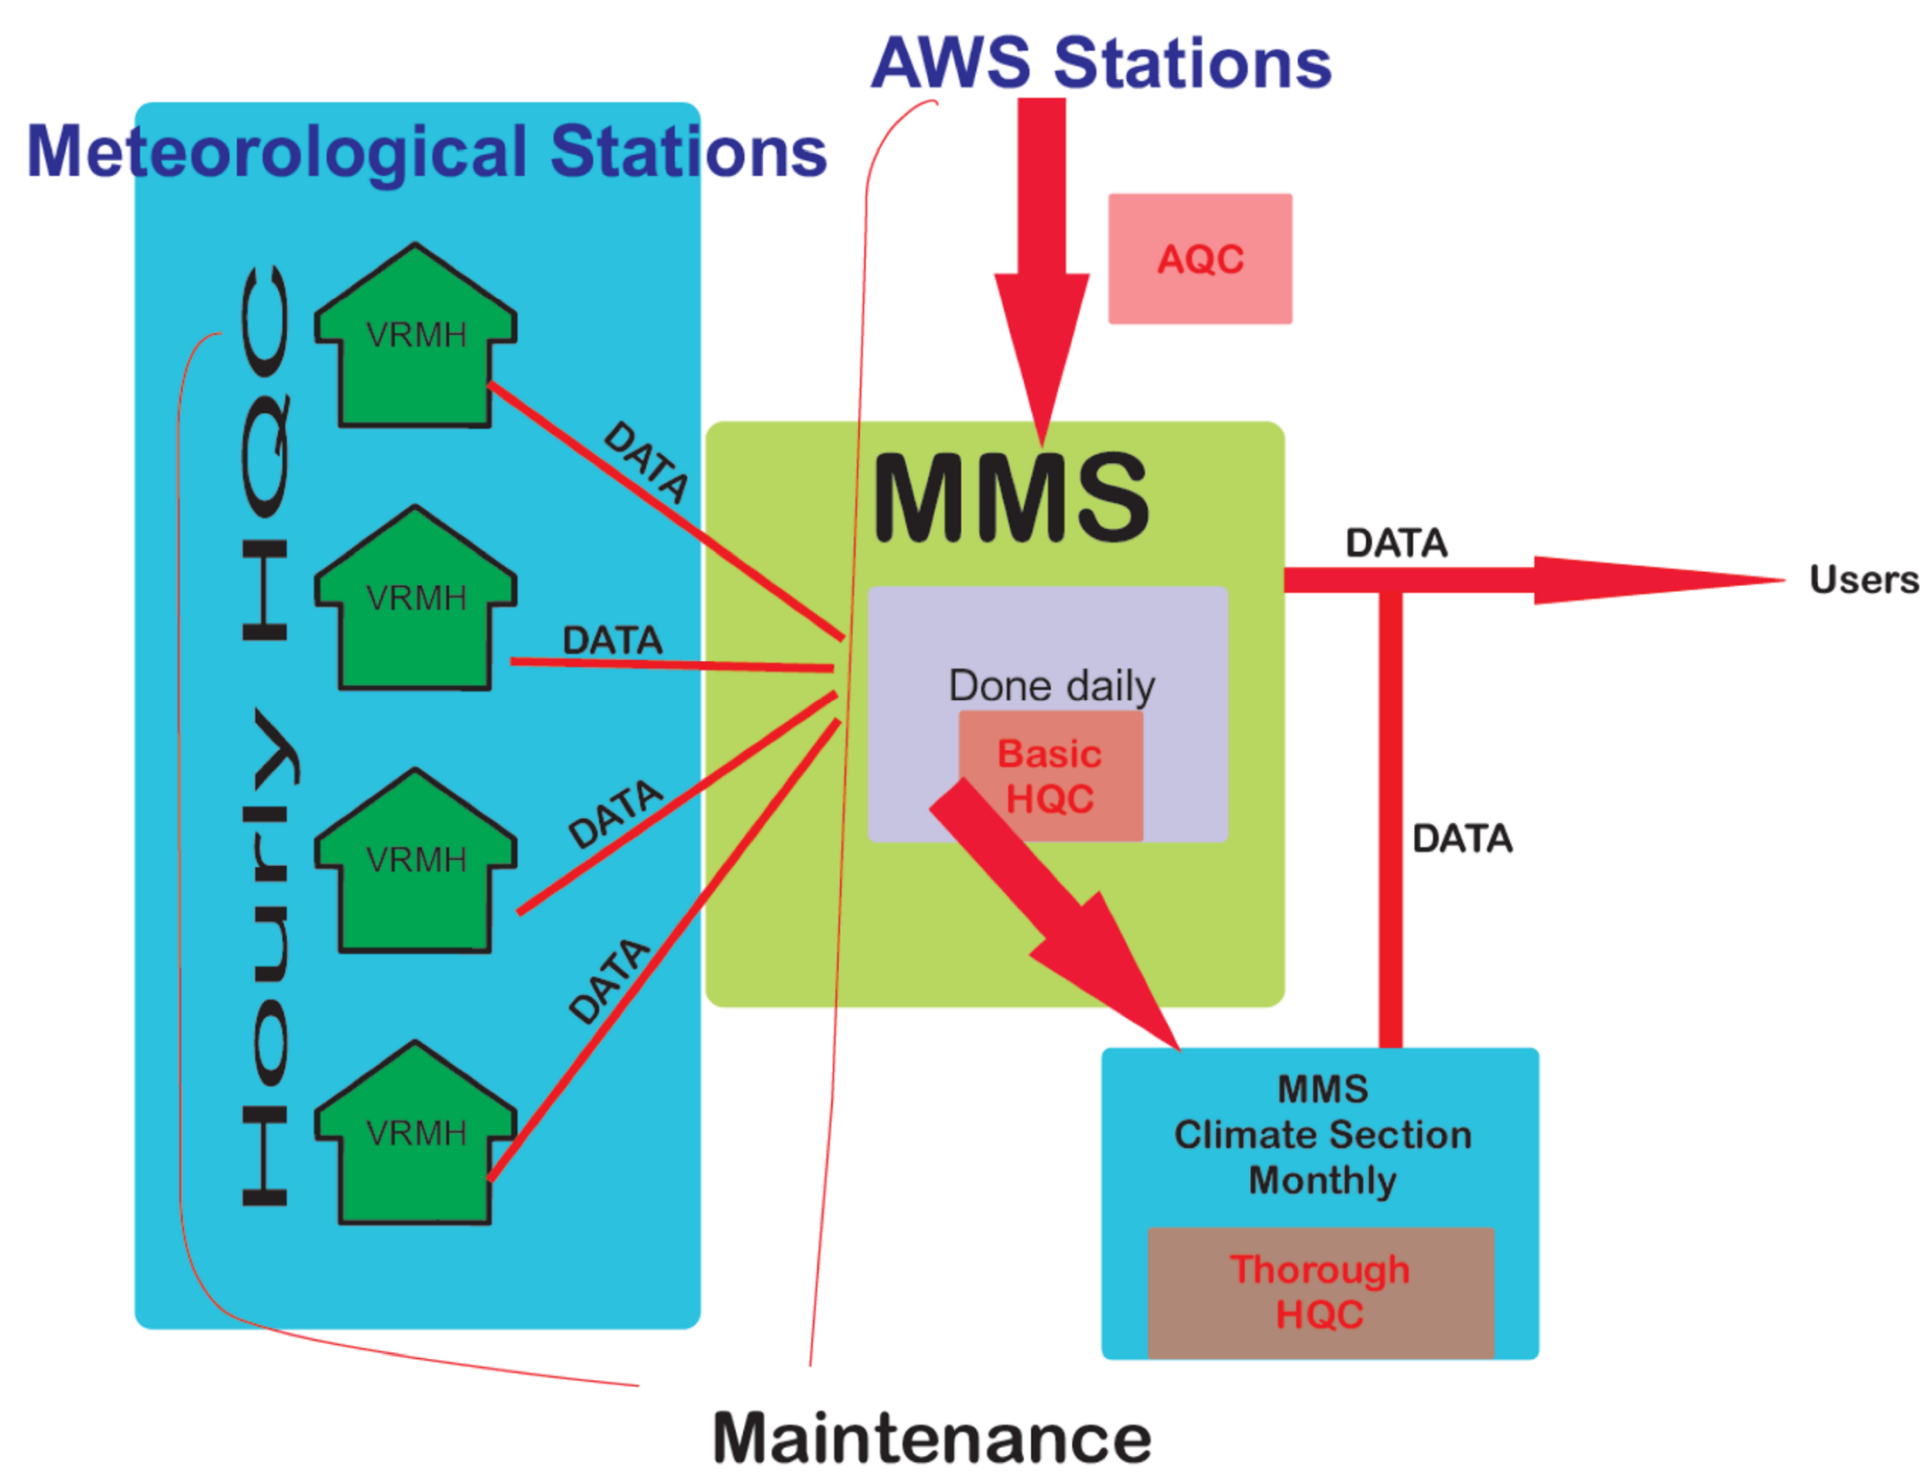 AWS Stations
Meteorological Stations
AQC
Hourly HQC
VRMH
VRMH
VRMH
VRMH
DATA
DATA
DATA
DATA
MMS
Done daily
Basic
HQC
DATA
Users
DATA
MMS
Climate Section
Monthly
Thorough
HQC
Maintenance